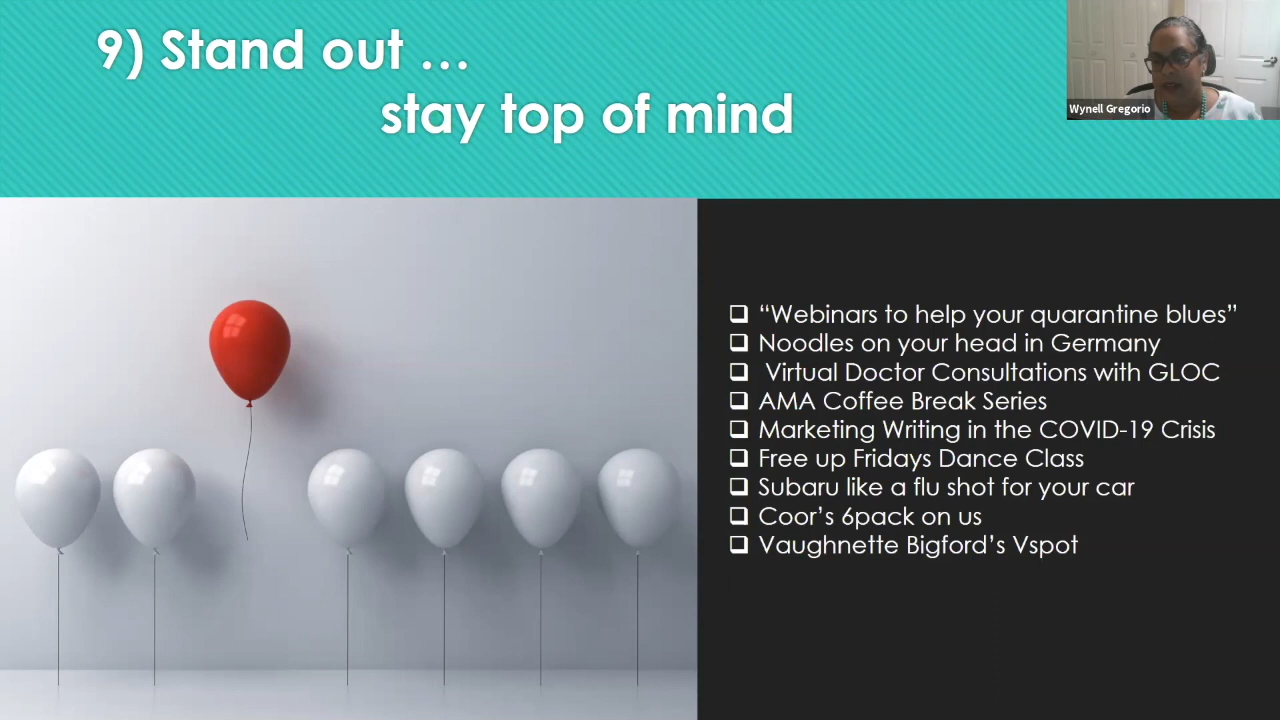 9) Stand out ...
stay top of mind
Wynell Gregorio
❑ “Webinars to help your quarantine blues”
❑ Noodles on your head in Germany
❑ Virtual Doctor Consultations with GLOC
❑ AMA Coffee Break Series
❑ Marketing Writing in the COVID-19 Crisis
❑ Free up Fridays Dance Class
❑ Subaru like a flu shot for your car
❑ Coor’s 6pack on us
❑ Vaughnette Bigford’s Vspot